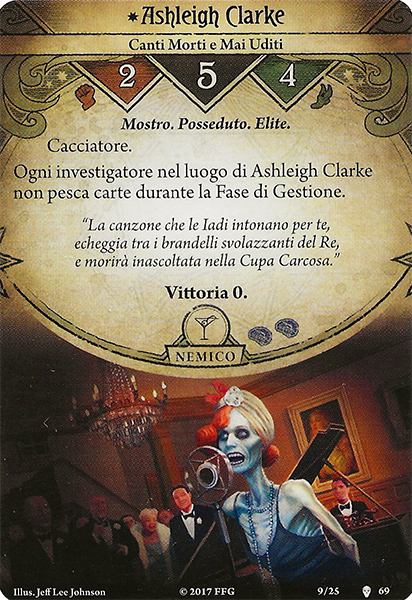 *Ashleigh Clarke
Canti Morti e Mai Uditi
2 5 4
Mostro. Posseduto. Elite.
Cacciatore.
Ogni investigatore nel luogo di Ashleigh Clarke
non pesca carte durante la Fase di Gestione.
“La canzone che le Iadi intonano per te,
echeggia tra i brandelli svolazzanti del Re,
e morirà inascoltata nella Cupa Carcosa.”
Vittoria 0.
NEMICO
Illus. Jeff Lee Johnson © 2017 FFG 9/25 69